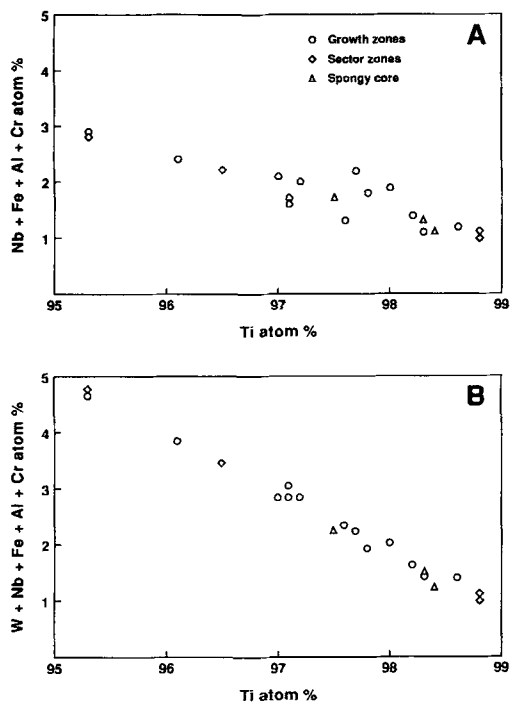 A
Growth zones
Sector zones
Spongy core
5
4
3
2
1
Nb + Fe + Al + Cr atom %
95 96 97 98 99
Ti atom %
B
5
4
3
2
1
W + Nb + Fe + Al + Cr atom %
95 96 97 98 99
Ti atom %